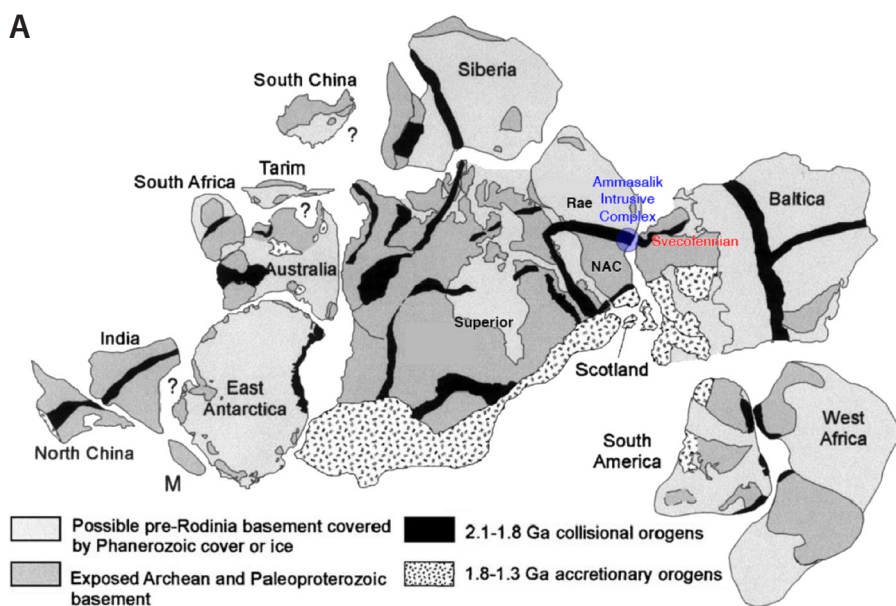 A
South China
?
Siberia
Tarim
South Africa
?
Australia
Rae
Ammasalik
Intrusive
Complex
Svecofennian
Baltica
NAC
Superior
India
?
East
Antarctica
North China
M
Scotland
South
America
West
Africa
Possible pre-Rodinia basement covered
by Phanerozoic cover or ice
Exposed Archean and Paleoproterozoic
basement
2.1-1.8 Ga collisional orogens
1.8-1.3 Ga accretionary orogens